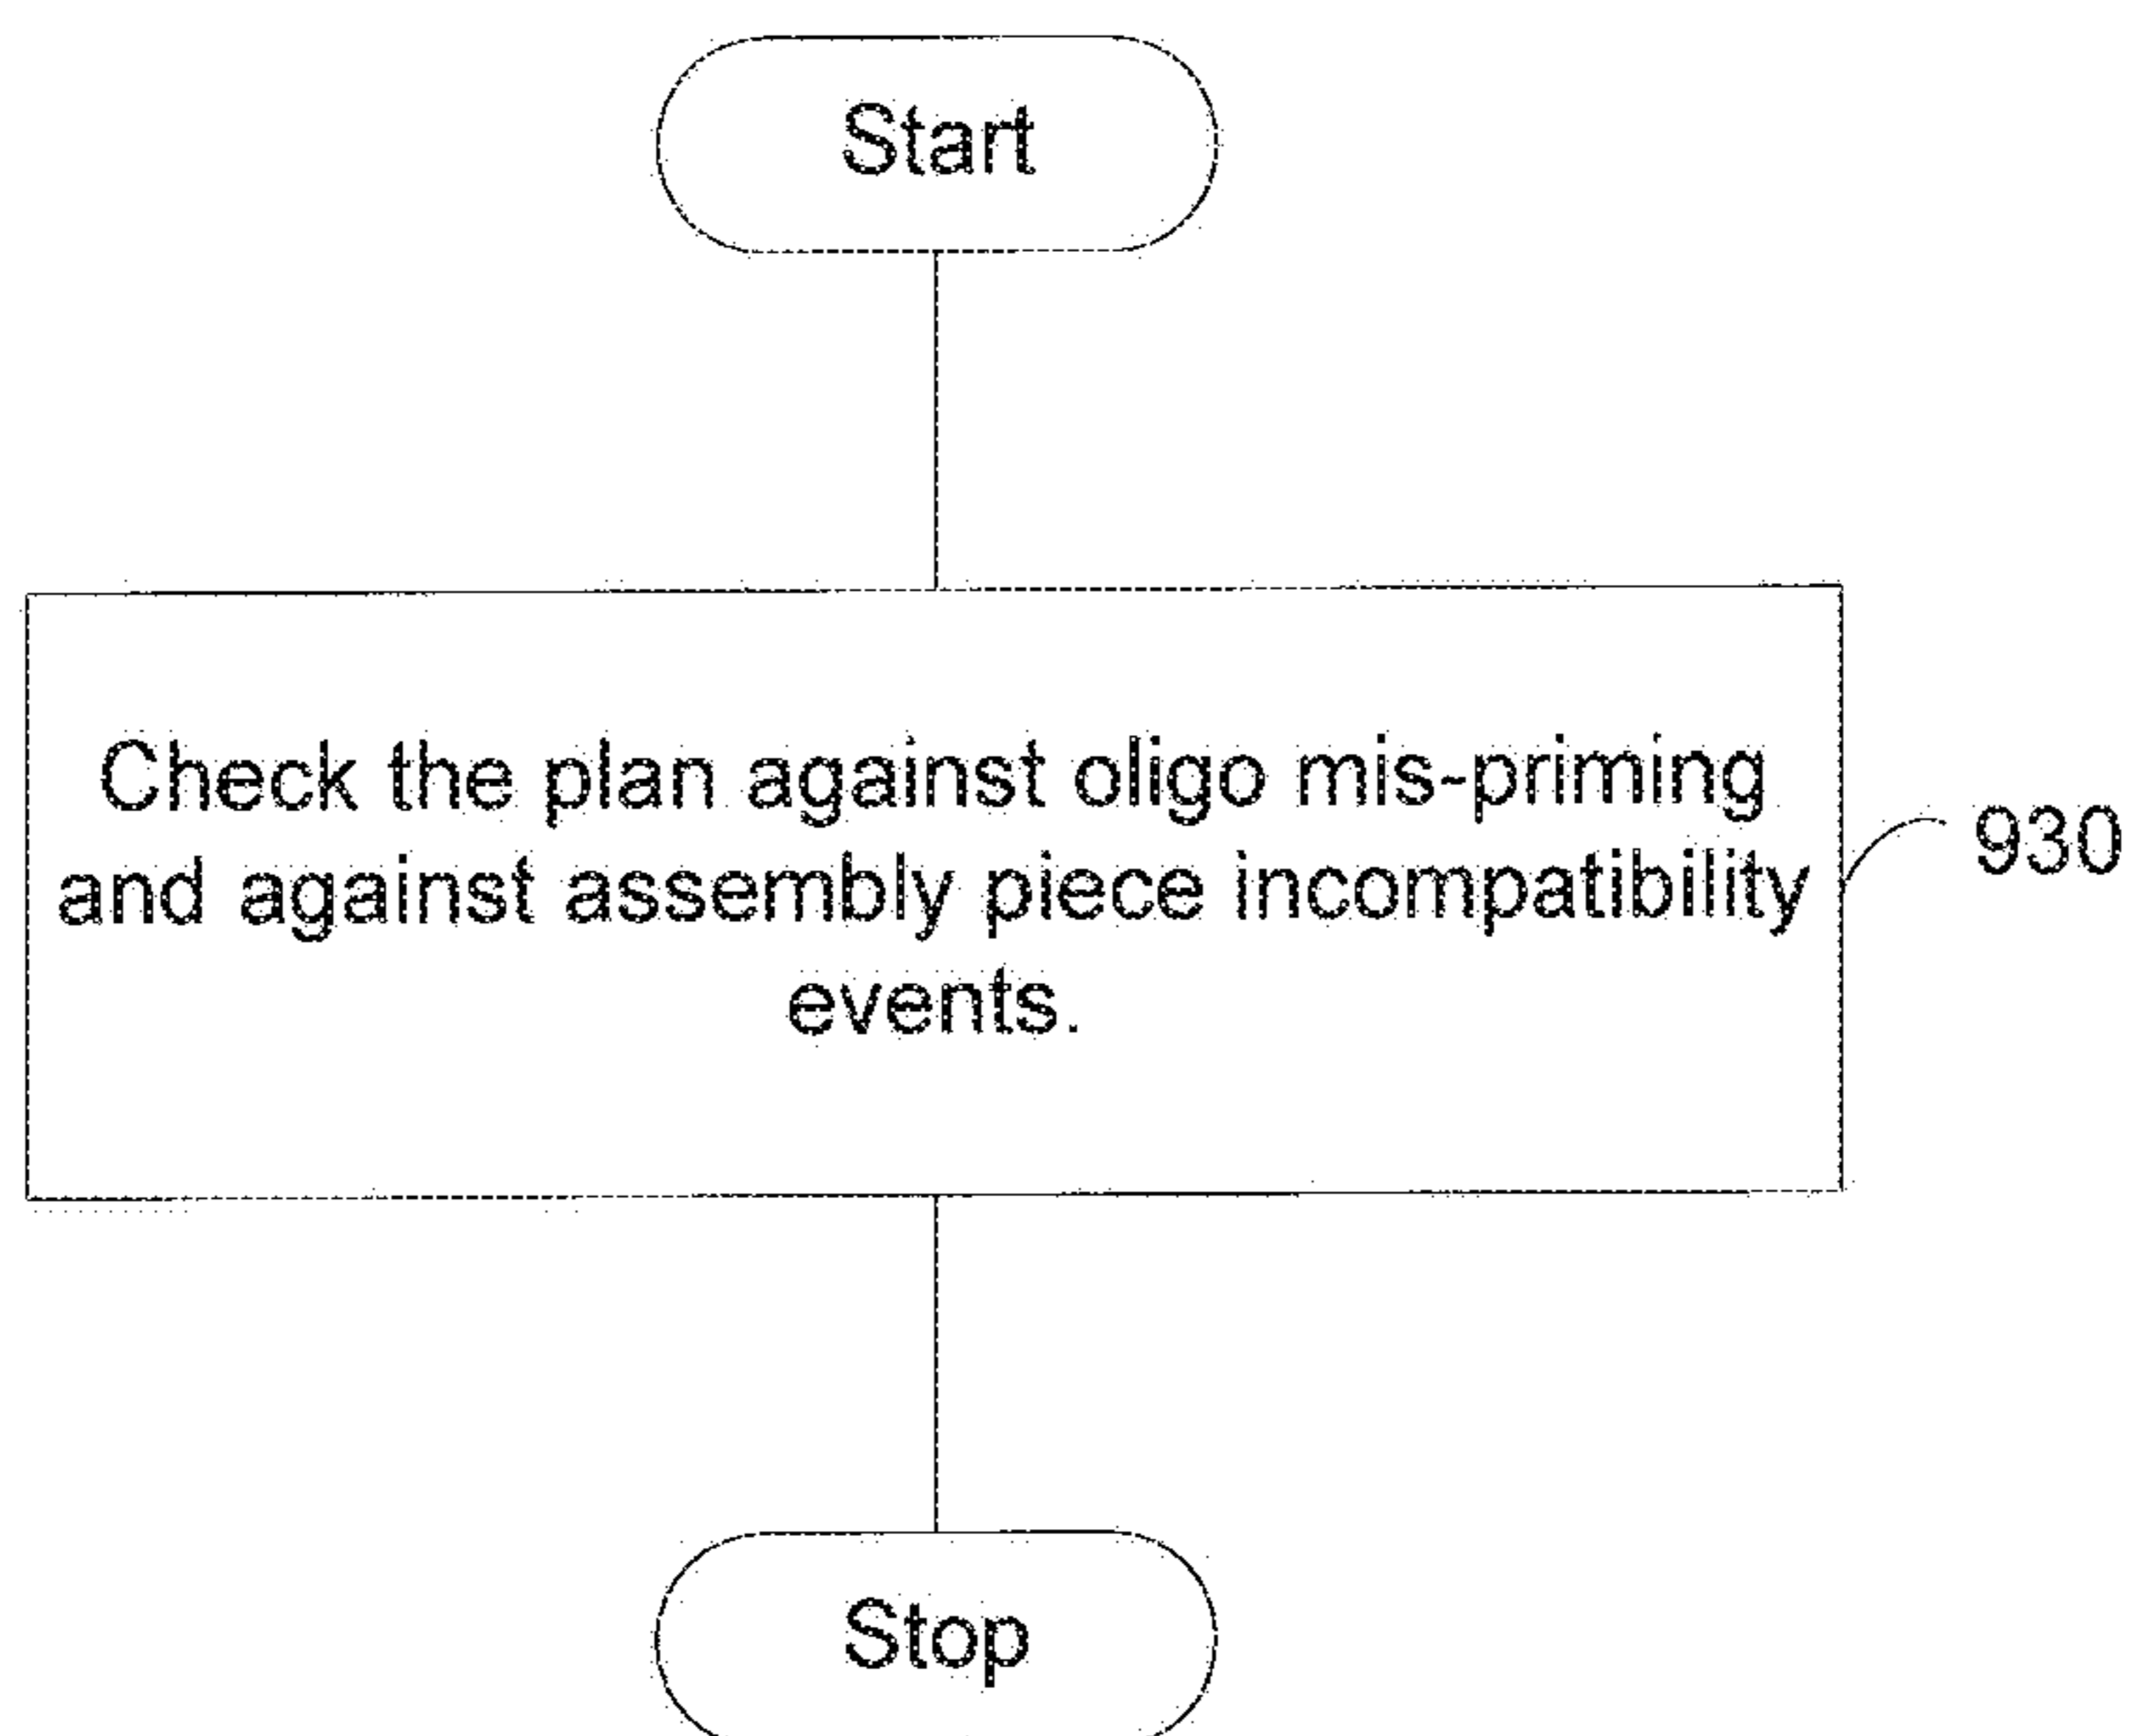 Start
Check the plan against oligo mis-priming
and against assembly piece incompatibility
events.
930
Stop